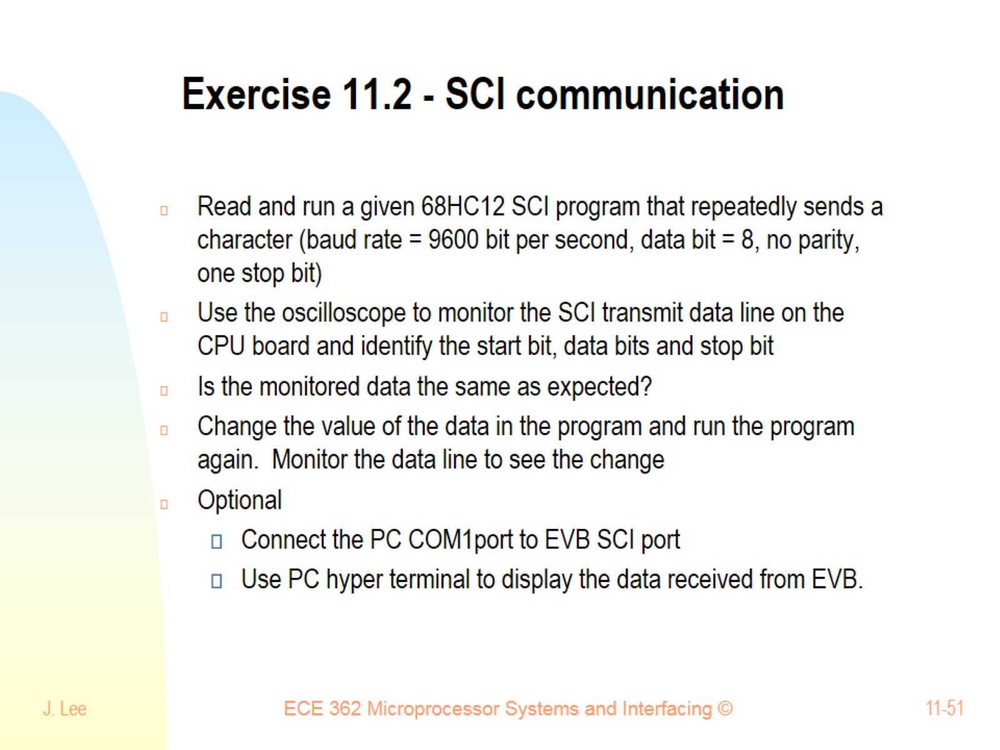 Exercise 11.2 - SCI communication
Read and run a given 68HC12 SCI program that repeatedly sends a
character (baud rate = 9600 bit per second, data bit = 8, no parity,
one stop bit)
Use the oscilloscope to monitor the SCI transmit data line on the
CPU board and identify the start bit, data bits and stop bit
Is the monitored data the same as expected?
Change the value of the data in the program and run the program
again.  Monitor the data line to see the change
Optional
Connect the PC COM1port to EVB SCI port
Use PC hyper terminal to display the data received from EVB.
J. Lee
ECE 362 Microprocessor Systems and Interfacing ©
11-51